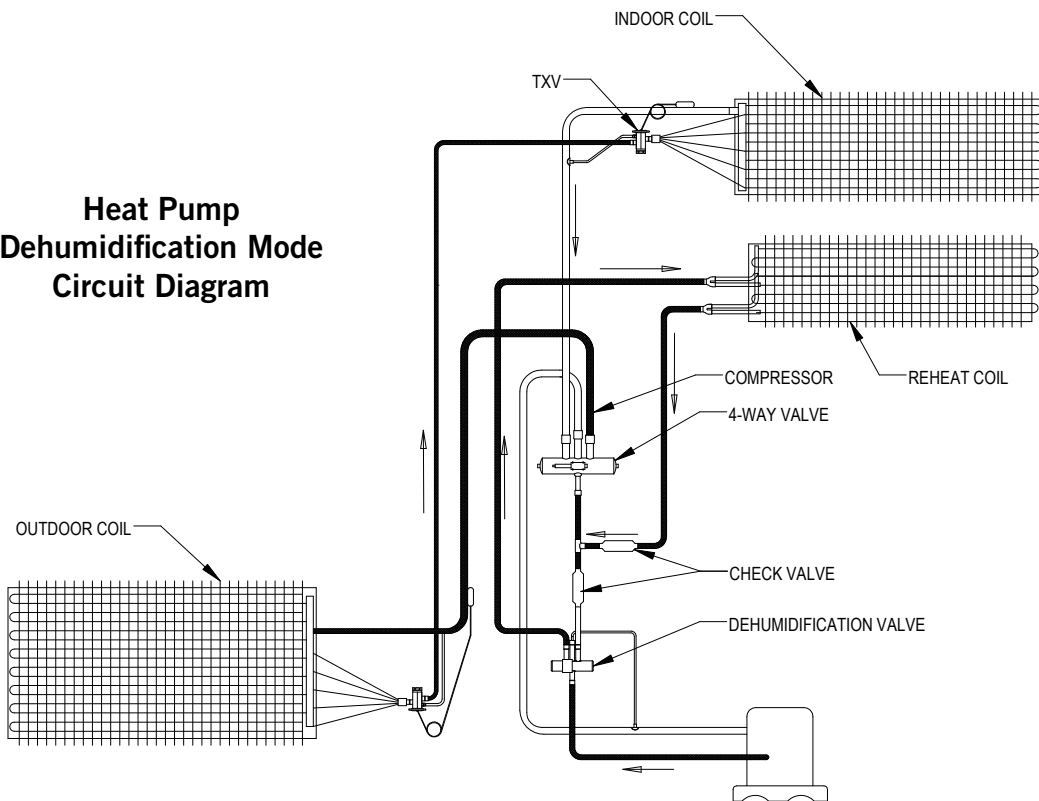 INDOOR COIL
TXV
Heat Pump
Dehumidification Mode
Circuit Diagram
COMPRESSOR
REHEAT COIL
4-WAY VALVE
OUTDOOR COIL
CHECK VALVE
DEHUMIDIFICATION VALVE